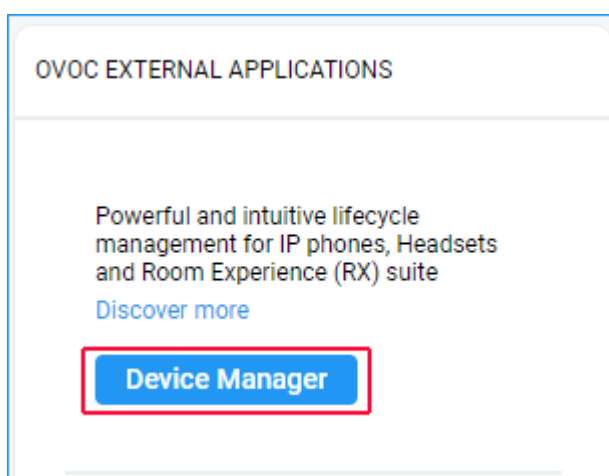 OVOC EXTERNAL APPLICATIONS
Powerful and intuitive lifecycle
management for IP phones, Headsets
and Room Experience (RX) suite
Discover more
Device Manager